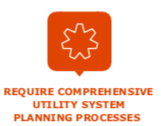 REQUIRE COMPREHENSIVE
UTILITY SYSTEM
PLANNING PROCESSES